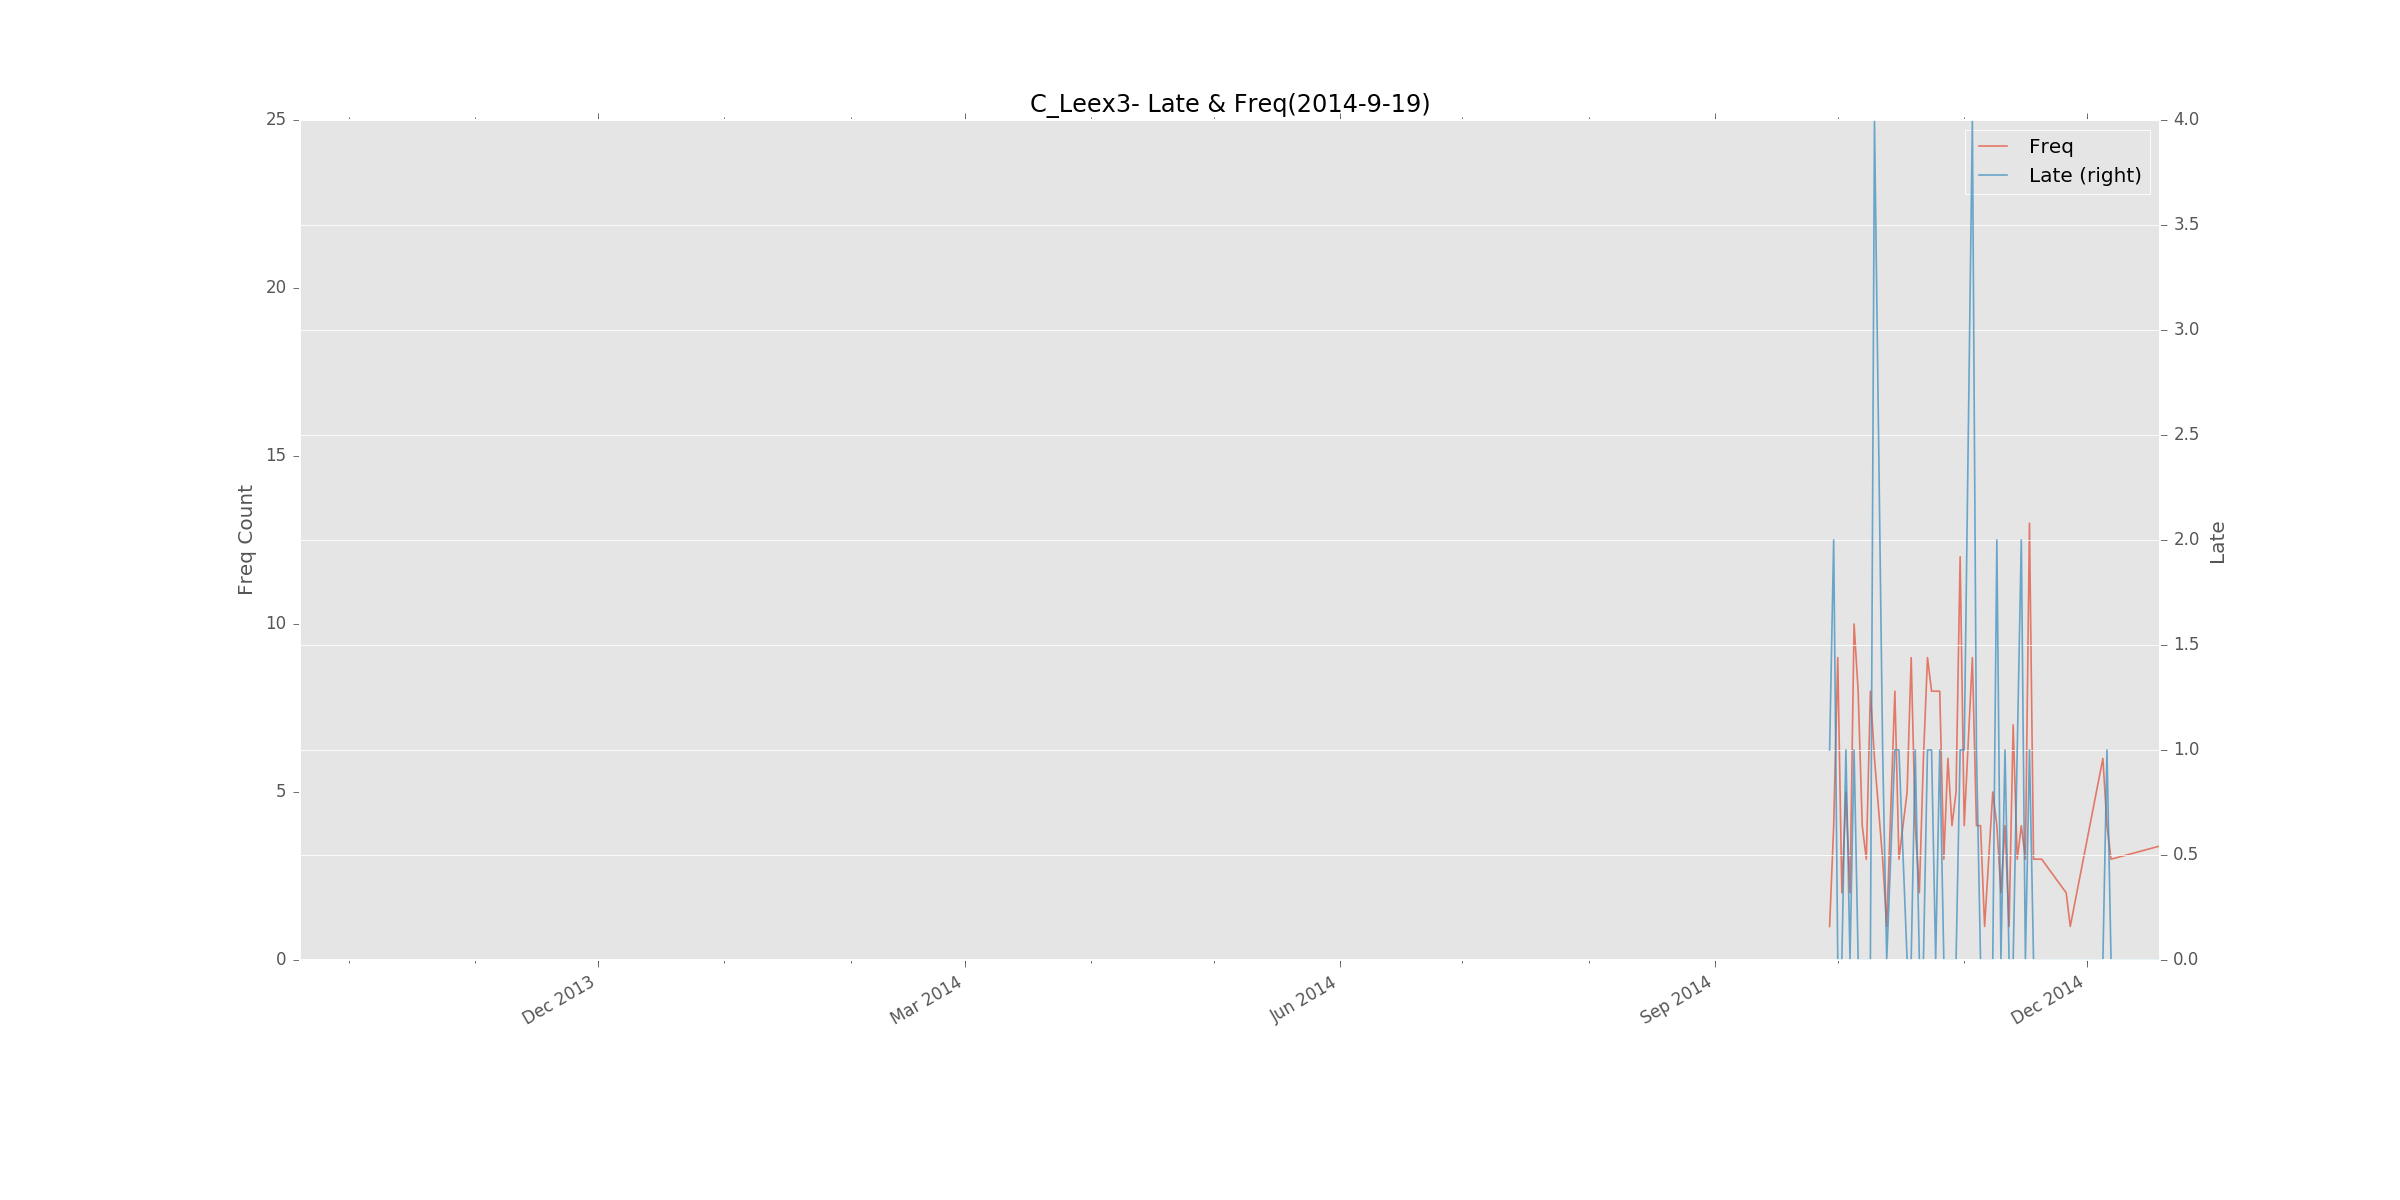 C_Leex3- Late & Freq(2014-9-19)
25
20
15
10
5
0
Freq Count
4.0
3.5
3.0
2.5
2.0
1.5
1.0
0.5
0.0
Late
Freq
Late (right)
Dec 2013
Mar 2014
Jun 2014
Sep 2014
Dec 2014